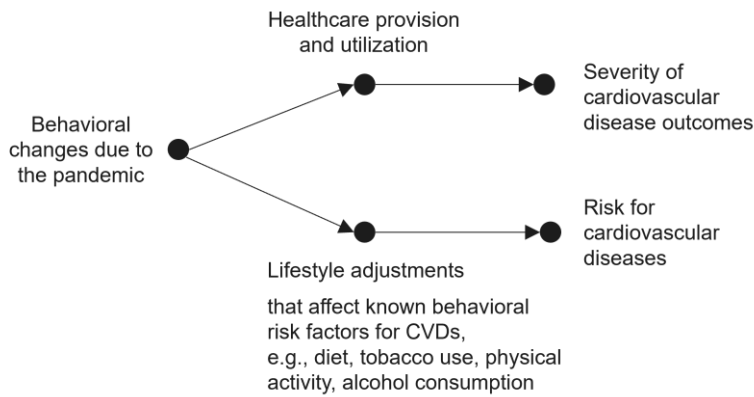 Healthcare provision
and utilization
Severity of
cardiovascular
disease outcomes
Behavioral
changes due to
the pandemic
Risk for
cardiovascular
diseases
Lifestyle adjustments
that affect known behavioral
risk factors for CVDs,
e.g., diet, tobacco use, physical
activity, alcohol consumption